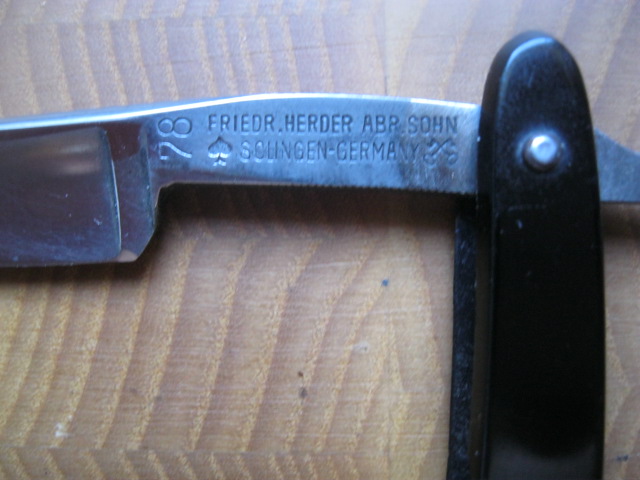 78
FRIEDR. HERDER ABR. SOHN
SOLINGEN-GERMANY